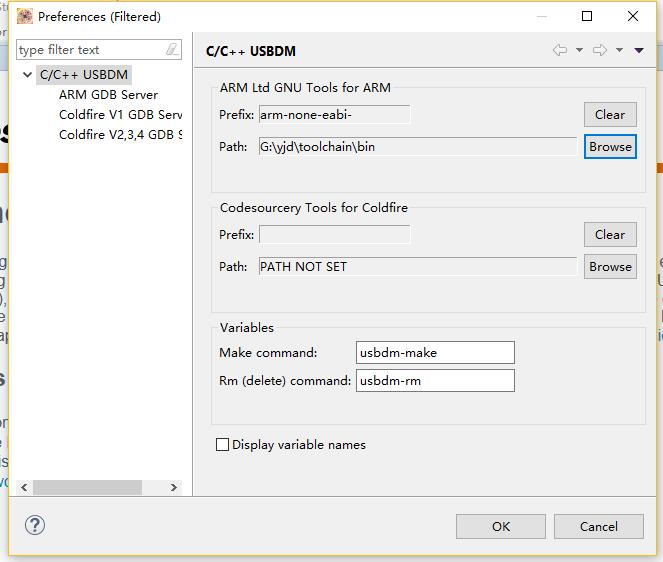 Preferences (Filtered)
type filter text
C/C++ USBDM
ARM GDB Server
Coldfire V1 GDB Serv
Coldfire V2,3,4 GDB S
C/C++ USBDM
ARM Ltd GNU Tools for ARM
Prefix: arm-none-eabi- Clear
Path: G:\yjd\toolchain\bin Browse
Codesourcery Tools for Coldfire
Prefix: Clear
Path: PATH NOT SET Browse
Variables
Make command: usbdm-make
Rm (delete) command: usbdm-rm
Display variable names
OK Cancel